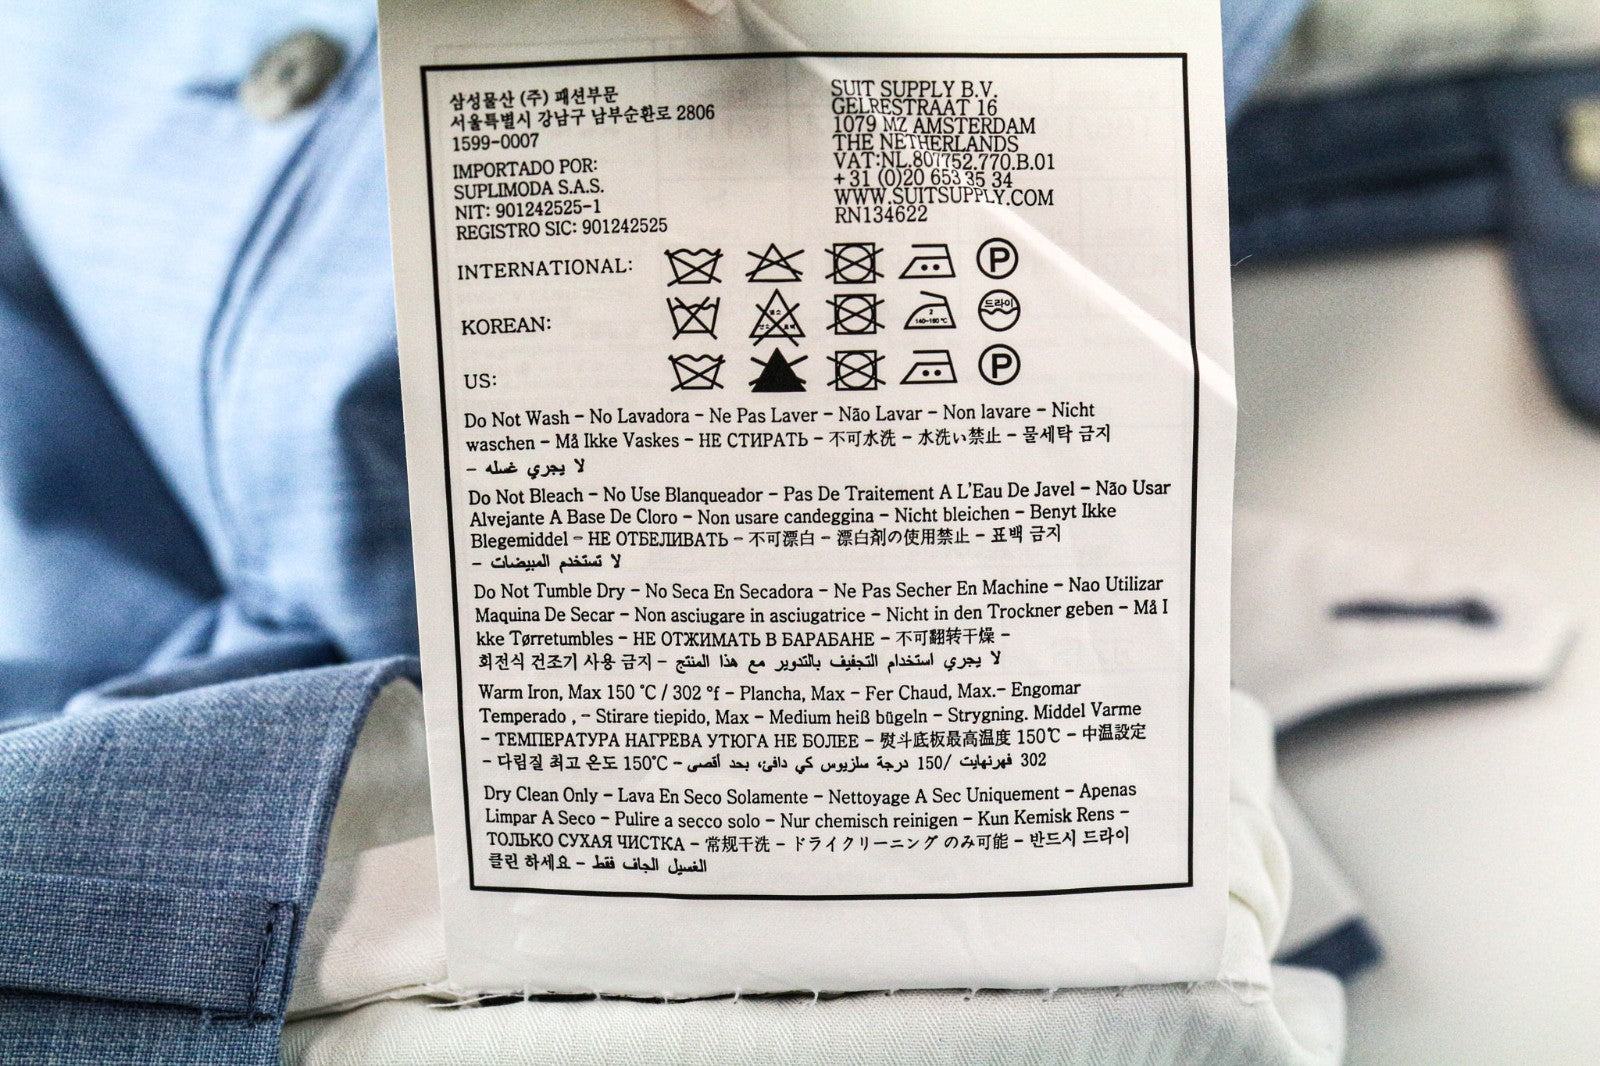 삼성물산 (주) 패션부문
서울특별시 강남구 남부순환로 2806
1599-0007
IMPORTADO POR:
SUPLIMODA S.A.S.
NIT: 901242525-1
REGISTRO SIC: 901242525
SUIT SUPPLY B.V.
GELRESTRAAT 16
1079 MZ AMSTERDAM
THE NETHERLANDS
VAT:NL.807752.770.B.01
+31 (0)20 653 35 34
WWW.SUITSUPPLY.COM
RN134622
INTERNATIONAL:
P
KOREAN:
2
140~160 ℃
드라이
US:
P
Do Not Wash – No Lavadora – Ne Pas Laver – Não Lavar – Non lavare – Nicht
waschen – Må Ikke Vaskes – НЕ СТИРАТЬ – 不可水洗 – 水洗い禁止 – 물세탁 금지
– لا يجري غسله
Do Not Bleach – No Use Blanqueador – Pas De Traitement A L'Eau De Javel – Não Usar
Alvejante A Base De Cloro – Non usare candeggina – Nicht bleichen – Benyt Ikke
Blegemiddel – НЕ ОТБЕЛИВАТЬ – 不可漂白 – 漂白剤の使用禁止 – 표백 금지
– لا تستخدم المبيضات
Do Not Tumble Dry – No Seca En Secadora – Ne Pas Secher En Machine – Nao Utilizar
Maquina De Secar – Non asciugare in asciugatrice – Nicht in den Trockner geben – Må I
kke Tørretumbles – НЕ ОТЖИМАТЬ В БАРАБАНЕ – 不可翻转干燥 –
회전식 건조기 사용 금지 – لا يجري استخدام التجفيف بالتدوير مع هذا المنتج
Warm Iron, Max 150 °C / 302 °f – Plancha, Max – Fer Chaud, Max.– Engomar
Temperado , – Stirare tiepido, Max – Medium heiß bügeln – Strygning. Middel Varme
– ТЕМПЕРАТУРА НАГРЕВА УТЮГА НЕ БОЛЕЕ – 熨斗底板最高温度 150℃ – 中温設定
– 다림질 최고 온도 150°C – 302 فهرنهايت /150 درجة سلزيوس كي دافئ، بحد أقصى
Dry Clean Only – Lava En Seco Solamente – Nettoyage A Sec Uniquement – Apenas
Limpar A Seco – Pulire a secco solo – Nur chemisch reinigen – Kun Kemisk Rens –
ТОЛЬКО СУХАЯ ЧИСТКА – 常规干洗 – ドライクリーニング のみ可能 – 반드시 드라이
클린 하세요 – الغسيل الجاف فقط